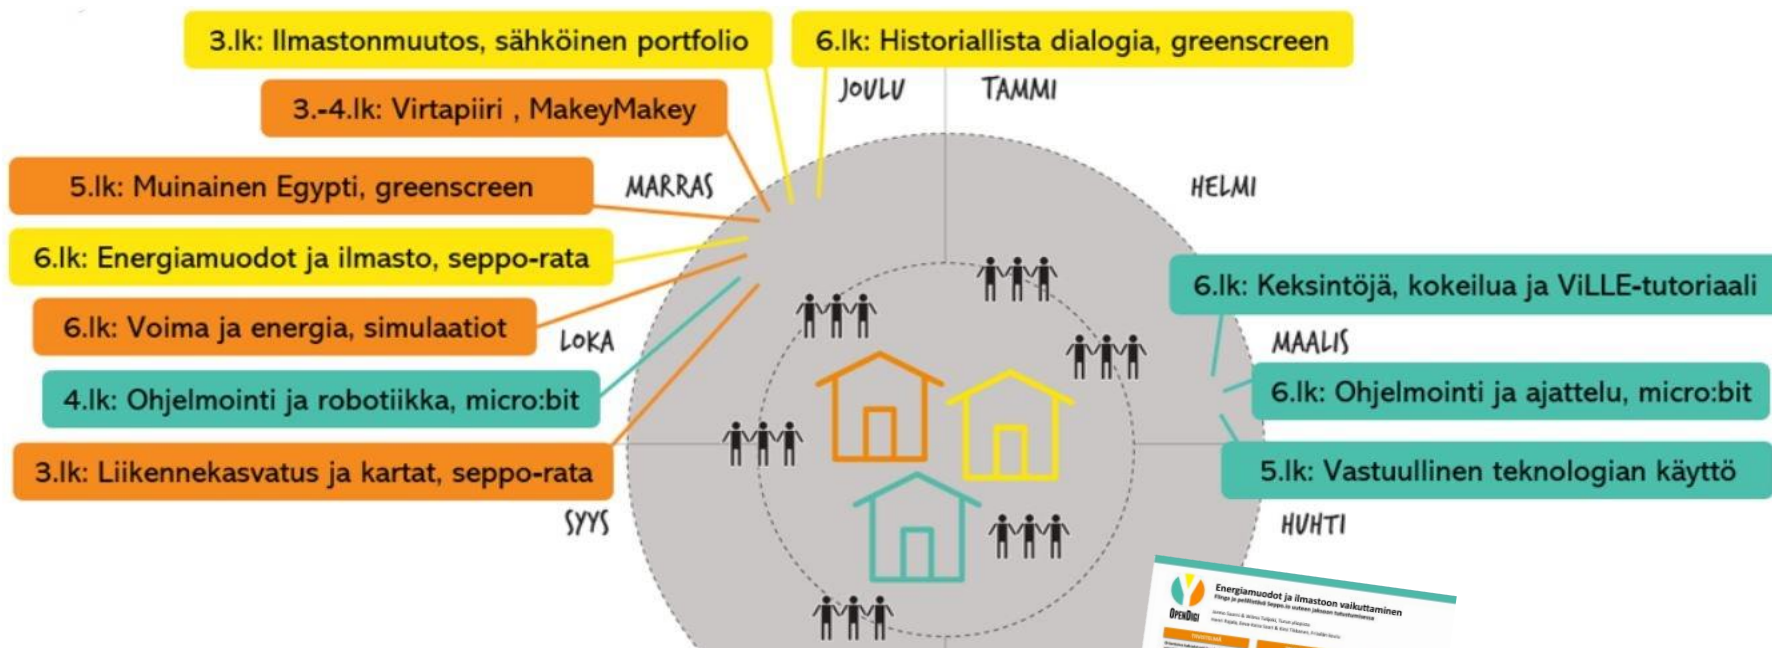 3.lk: Ilmastonmuutos, sähköinen portfolio
6.lk: Historiallista dialogia, greenscreen
JOULU
TAMMI
3.-4.lk: Virtapiiri , MakeyMakey
5.lk: Muinainen Egypti, greenscreen
MARRAS
HELMI
6.lk: Energiamuodot ja ilmasto, seppo-rata
6.lk: Keksintöjä, kokeilua ja ViLLE-tutoriaali
6.lk: Voima ja energia, simulaatiot
LOKA
MAALIS
4.lk: Ohjelmointi ja robotiikka, micro:bit
6.lk: Ohjelmointi ja ajattelu, micro:bit
3.lk: Liikennekasvatus ja kartat, seppo-rata
5.lk: Vastuullinen teknologian käyttö
SYYS
HUHTI
OPENDIGI
Energiamuodot ja ilmastoon vaikuttaminen